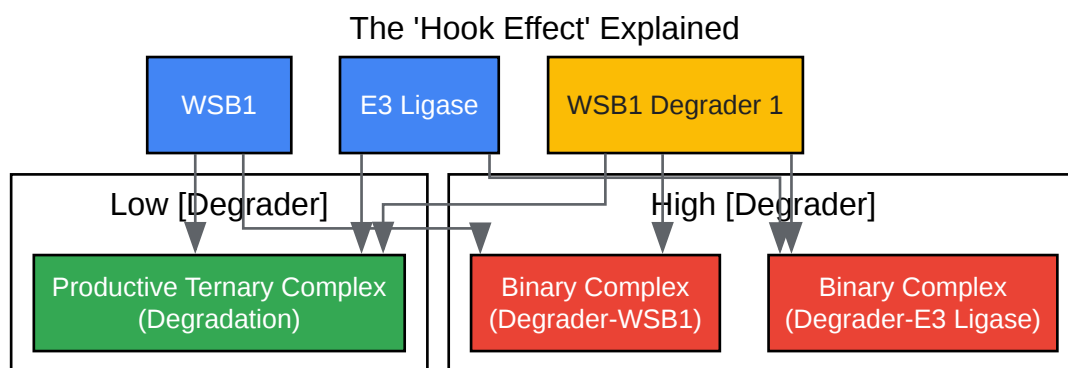 The 'Hook Effect' Explained
WSB1
E3 Ligase
WSB1 Degrader 1
Low [Degrader]
High [Degrader]
Productive Ternary Complex
(Degradation)
Binary Complex
(Degrader-WSB1)
Binary Complex
(Degrader-E3 Ligase)